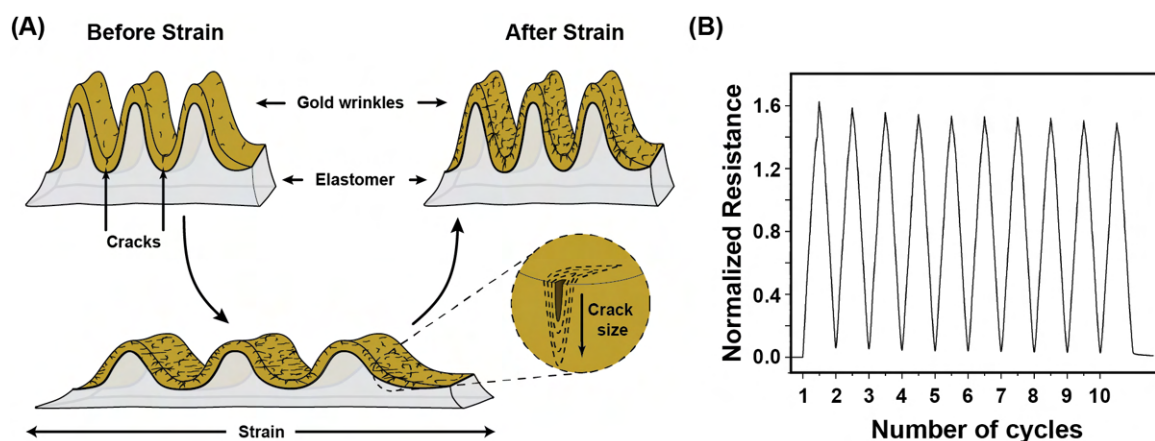 (A)
Before Strain
After Strain
Gold wrinkles
Elastomer
Cracks
Crack
size
Strain
(B)
Normalized Resistance
1.6
1.2
0.8
0.4
0.0
1 2 3 4 5 6 7 8 9 10
Number of cycles